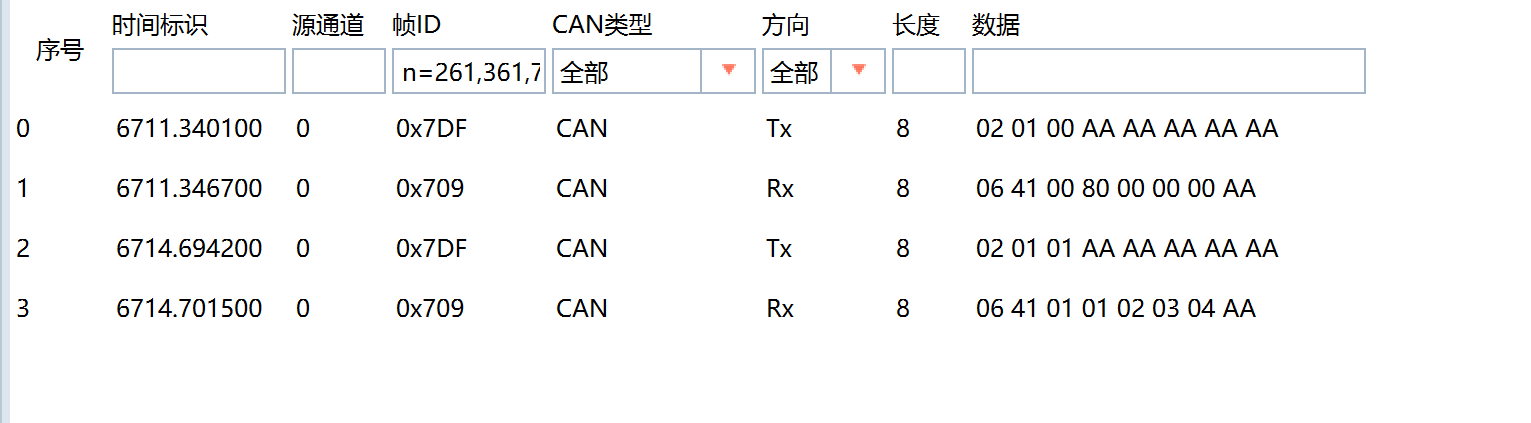 序号 时间标识 源通道 帧ID CAN类型 方向 长度 数据
n=261,361,7 全部 全部
0 6711.340100 0 0x7DF CAN Tx 8 02 01 00 AA AA AA AA AA
1 6711.346700 0 0x709 CAN Rx 8 06 41 00 80 00 00 00 AA
2 6714.694200 0 0x7DF CAN Tx 8 02 01 01 AA AA AA AA AA
3 6714.701500 0 0x709 CAN Rx 8 06 41 01 01 02 03 04 AA